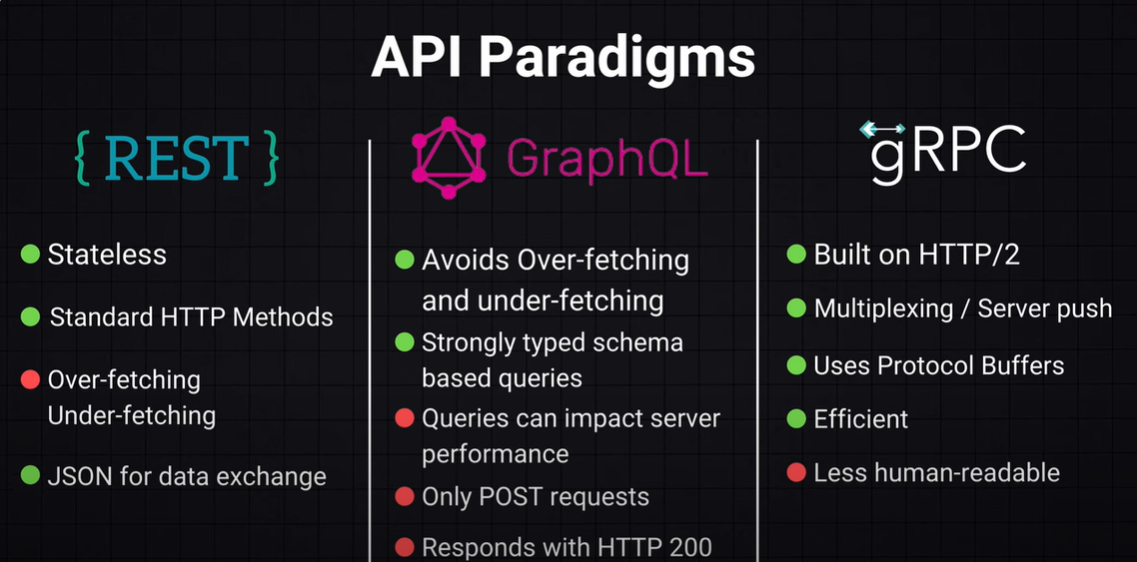 API Paradigms
{ REST }
Stateless
Standard HTTP Methods
Over-fetching
Under-fetching
JSON for data exchange
GraphQL
Avoids Over-fetching
and under-fetching
Strongly typed schema
based queries
Queries can impact server
performance
Only POST requests
Responds with HTTP 200
gRPC
Built on HTTP/2
Multiplexing / Server push
Uses Protocol Buffers
Efficient
Less human-readable